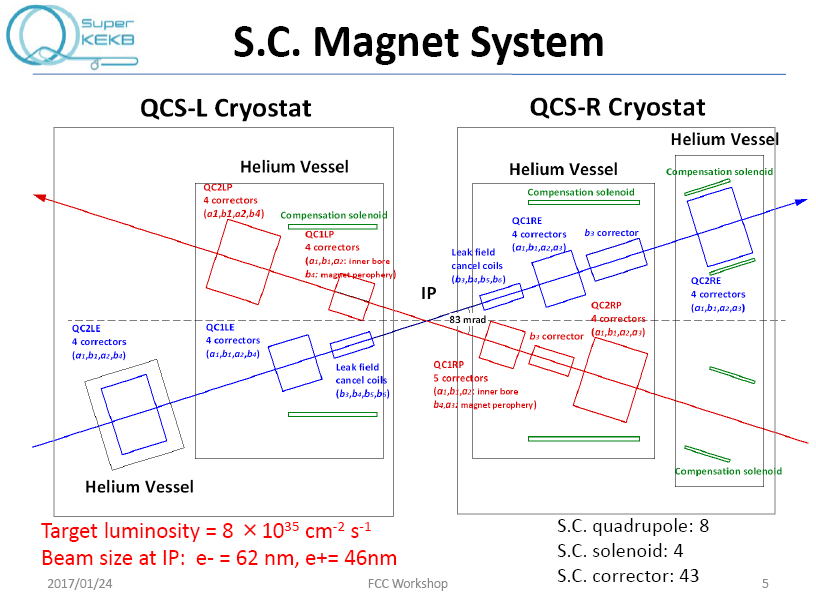 Super
KEKB
S.C. Magnet System
QCS-L Cryostat
QCS-R Cryostat
Helium Vessel
QC2LP
4 correctors
(a1,b1,a2,b4)
Compensation solenoid
QC1LP
4 correctors
(a1,b1,a2: inner bore
b4: magnet perophery)
Helium Vessel
Compensation solenoid
Helium Vessel
Compensation solenoid
QC1RE
4 correctors
(a1,b1,a2,a3)
b3 corrector
Leak field
cancel coils
(b3,b4,b5,b6)
QC2RE
4 correctors
(a1,b1,a2,a3)
IP
83 mrad
QC2LE
4 correctors
(a1,b1,a2,b4)
QC1LE
4 correctors
(a1,b1,a2,b4)
Leak field
cancel coils
(b3,b4,b5,b6)
QC2RP
4 correctors
(a1,b1,a2,a3)
b3 corrector
QC1RP
5 correctors
(a1,b1,a2: inner bore
b4,a3: magnet perophery)
Compensation solenoid
Helium Vessel
Target luminosity = 8 ×10³⁵ cm⁻² s⁻¹
Beam size at IP: e- = 62 nm, e+= 46nm
S.C. quadrupole: 8
S.C. solenoid: 4
S.C. corrector: 43
2017/01/24
FCC Workshop
5